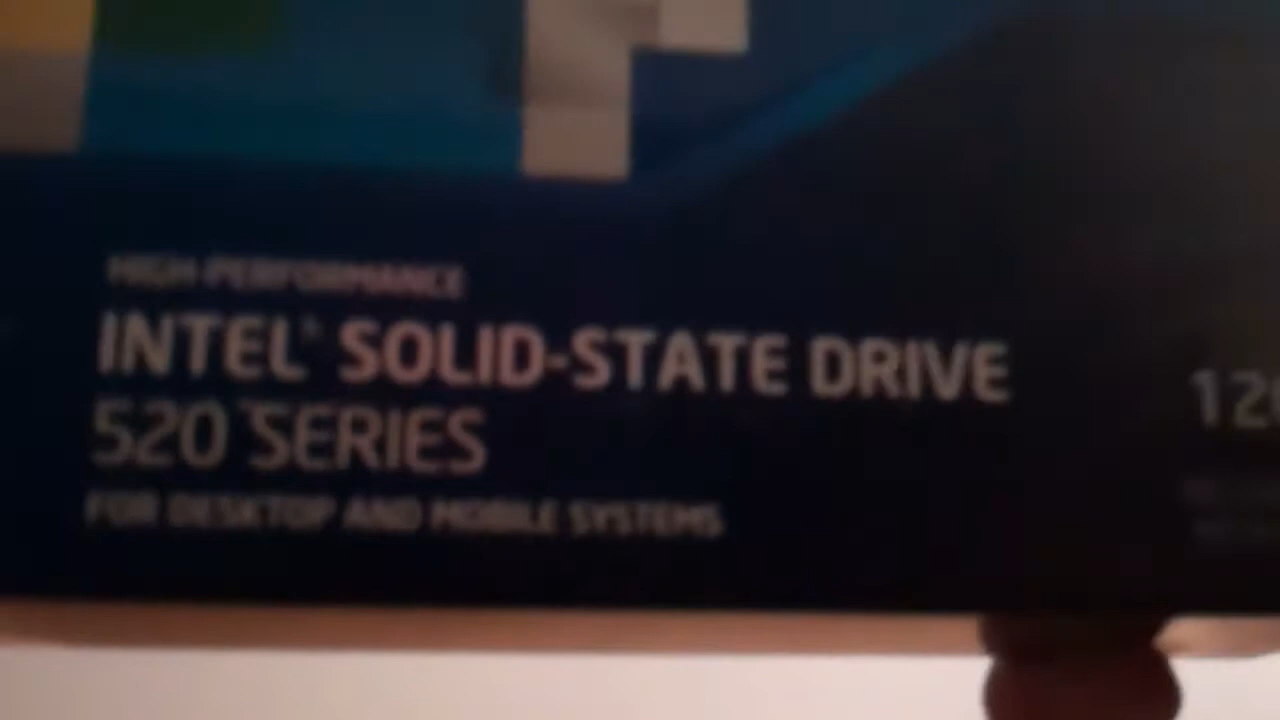 HIGH-PERFORMANCE
INTEL® SOLID-STATE DRIVE
520 SERIES
FOR DESKTOP AND MOBILE SYSTEMS